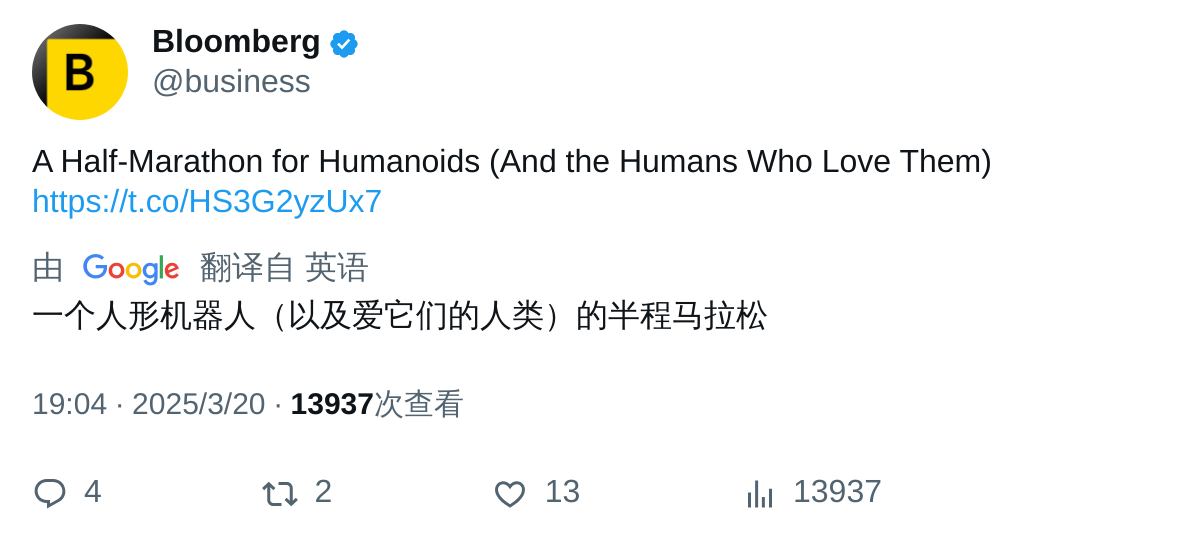 B
Bloomberg
@business
A Half-Marathon for Humanoids (And the Humans Who Love Them)
https://t.co/HS3G2yzUx7
由 Google 翻译自 英语
一个人形机器人（以及爱它们的人类）的半程马拉松
19:04 · 2025/3/20 · 13937次查看
4 2 13 13937